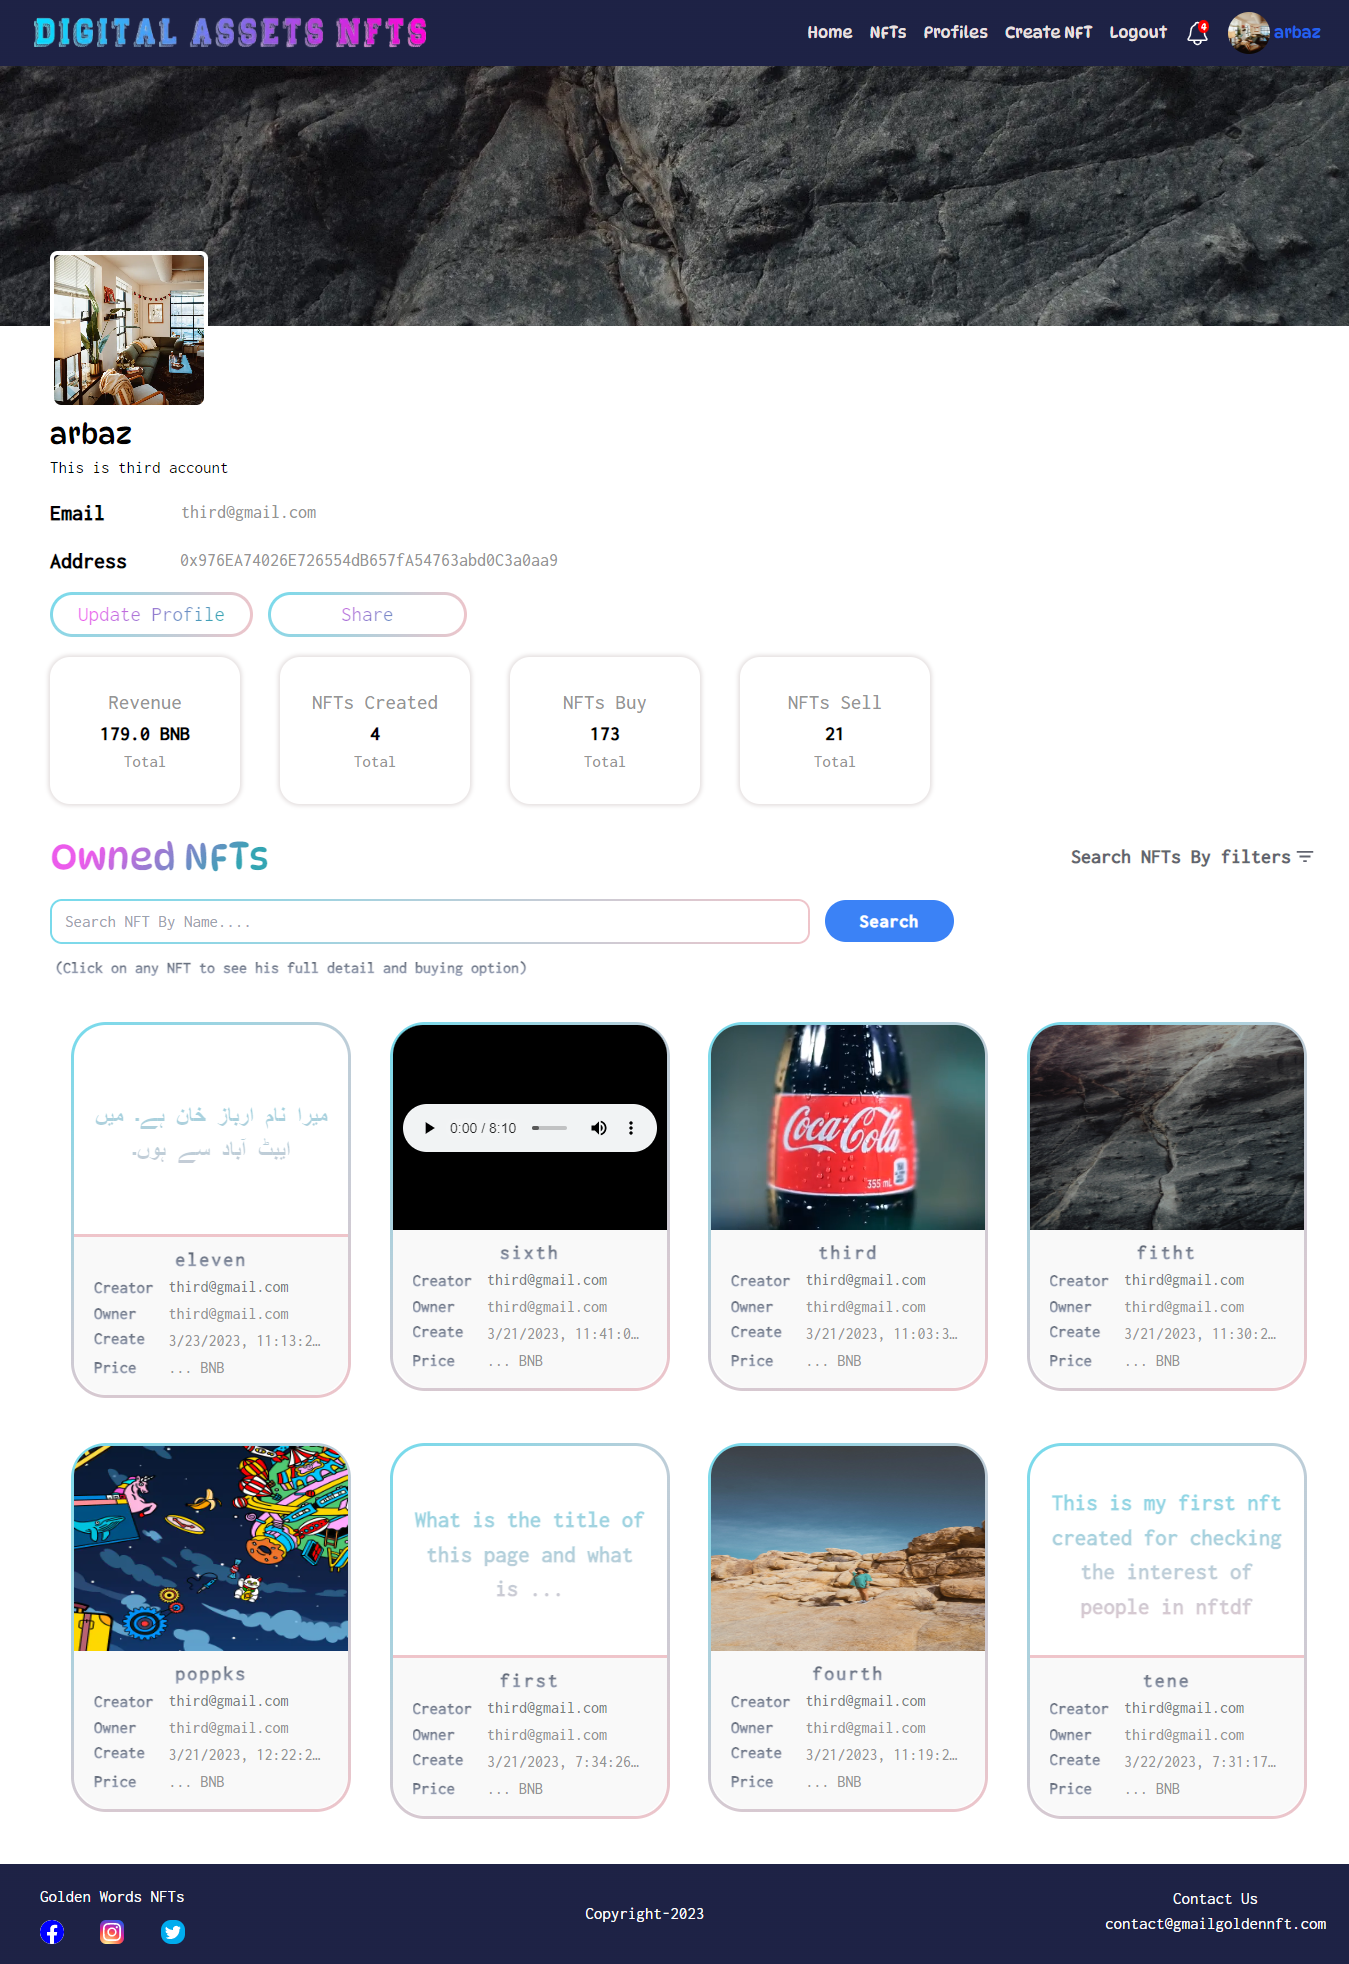 DIGITAL ASSETS NFTS
Home NFTs Profiles Create NFT Logout 4 arbaz
arbaz
This is third account
Email third@gmail.com
Address 0x976EA74026E726554dB657fA54763abd0C3a0aa9
Update Profile Share
Revenue
179.0 BNB
Total
NFTs Created
4
Total
NFTs Buy
173
Total
NFTs Sell
21
Total
Owned NFTs
Search NFTs By filters
Search NFT By Name....
Search
(Click on any NFT to see his full detail and buying option)
میرا نام ارباز خان ہے۔ میں
ایبٹ آباد سے ہوں۔
eleven
Creator third@gmail.com
Owner third@gmail.com
Create 3/23/2023, 11:13:2…
Price ... BNB
0:00 / 8:10
sixth
Creator third@gmail.com
Owner third@gmail.com
Create 3/21/2023, 11:41:0…
Price ... BNB
Coca-Cola
355 mL
third
Creator third@gmail.com
Owner third@gmail.com
Create 3/21/2023, 11:03:3…
Price ... BNB
fitht
Creator third@gmail.com
Owner third@gmail.com
Create 3/21/2023, 11:30:2…
Price ... BNB
poppks
Creator third@gmail.com
Owner third@gmail.com
Create 3/21/2023, 12:22:2…
Price ... BNB
What is the title of
this page and what
is ...
first
Creator third@gmail.com
Owner third@gmail.com
Create 3/21/2023, 7:34:26…
Price ... BNB
fourth
Creator third@gmail.com
Owner third@gmail.com
Create 3/21/2023, 11:19:2…
Price ... BNB
This is my first nft
created for checking
the interest of
people in nftdf
tene
Creator third@gmail.com
Owner third@gmail.com
Create 3/22/2023, 7:31:17…
Price ... BNB
Golden Words NFTs
Copyright-2023
Contact Us
contact@gmailgoldennft.com